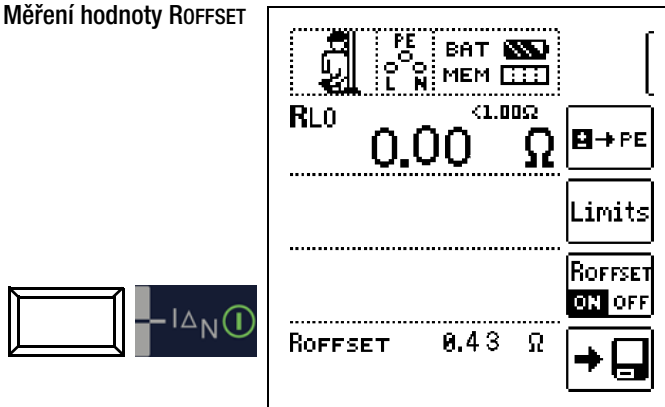 Měření hodnoty ROFFSET
PE
L N
BAT
MEM
RLO <1.00Ω
0.00 Ω
→ PE
Limits
ROFFSET
ON OFF
IΔN
ROFFSET 0.43 Ω